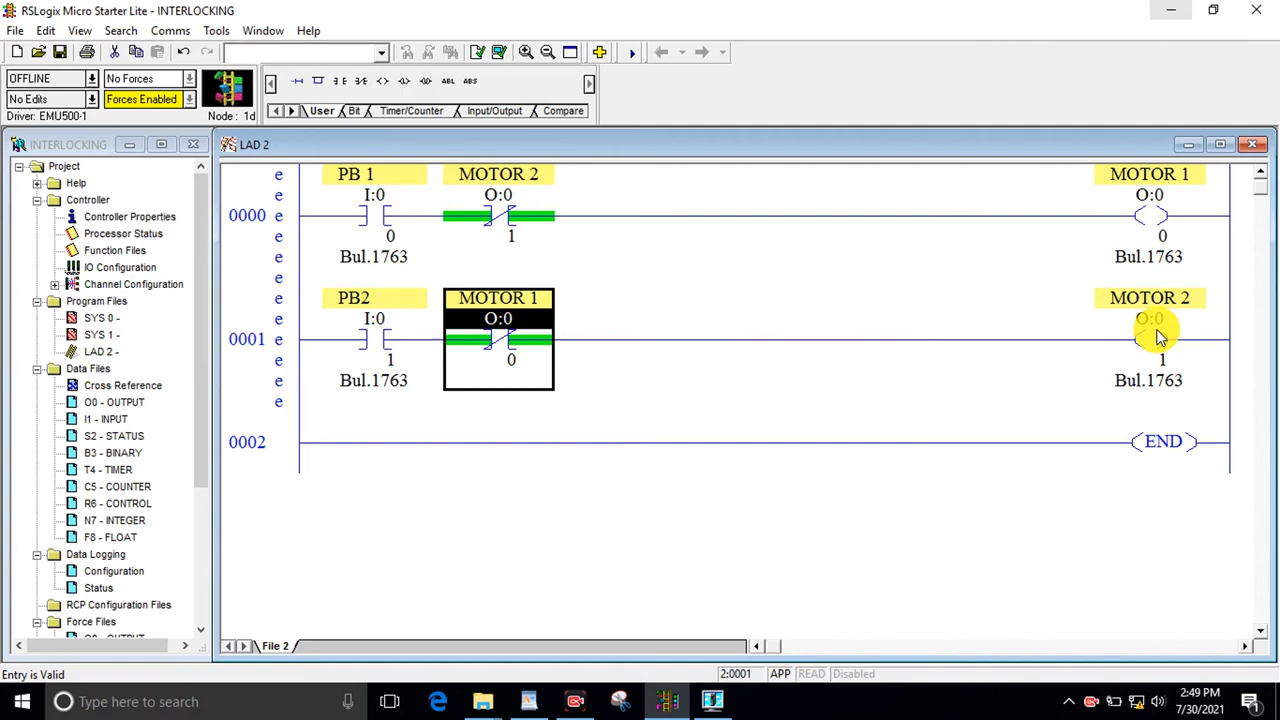 RSLogix Micro Starter Lite - INTERLOCKING
File Edit View Search Comms Tools Window Help
OFFLINE No Forces
No Edits Forces Enabled
Driver: EMU500-1 Node : 1d
ABL ABS
User Bit Timer/Counter Input/Output Compare
INTERLOCKING
Project
Help
Controller
Controller Properties
Processor Status
Function Files
IO Configuration
Channel Configuration
Program Files
SYS 0 -
SYS 1 -
LAD 2 -
Data Files
Cross Reference
O0 - OUTPUT
I1 - INPUT
S2 - STATUS
B3 - BINARY
T4 - TIMER
C5 - COUNTER
R6 - CONTROL
N7 - INTEGER
F8 - FLOAT
Data Logging
Configuration
Status
RCP Configuration Files
Force Files
O0 - OUTPUT
LAD 2
e PB 1 MOTOR 2 MOTOR 1
e I:0 O:0 O:0
0000 e
e 0 1 0
e Bul.1763 Bul.1763
e
e PB2 MOTOR 1 MOTOR 2
e I:0 O:0 O:0
0001 e
e 1 0 1
e Bul.1763 Bul.1763
e
0002 END
File 2
Entry is Valid 2:0001 APP READ Disabled
Type here to search
2:49 PM
7/30/2021
1